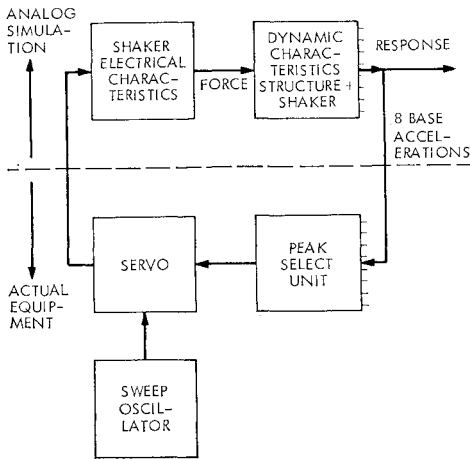 ANALOG
SIMULA-
TION
SHAKER
ELECTRICAL
CHARAC-
TERISTICS
FORCE
DYNAMIC
CHARAC-
TERISTICS
STRUCTURE +
SHAKER
RESPONSE
8 BASE
ACCEL-
ERATIONS
ACTUAL
EQUIP-
MENT
SERVO
PEAK
SELECT
UNIT
SWEEP
OSCIL-
LATOR